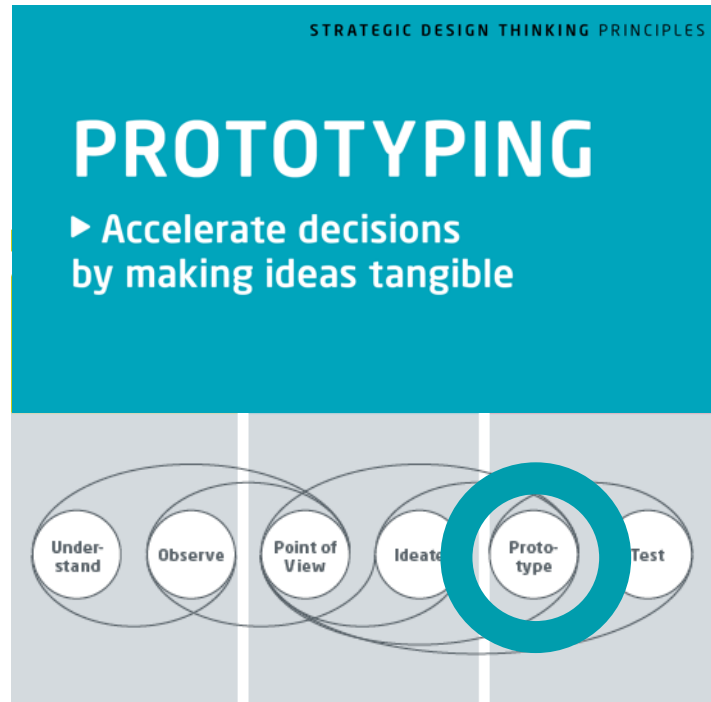 STRATEGIC DESIGN THINKING PRINCIPLES
PROTOTYPING
▶ Accelerate decisions
by making ideas tangible
Under-
stand
Observe
Point of
View
Ideate
Proto-
type
Test